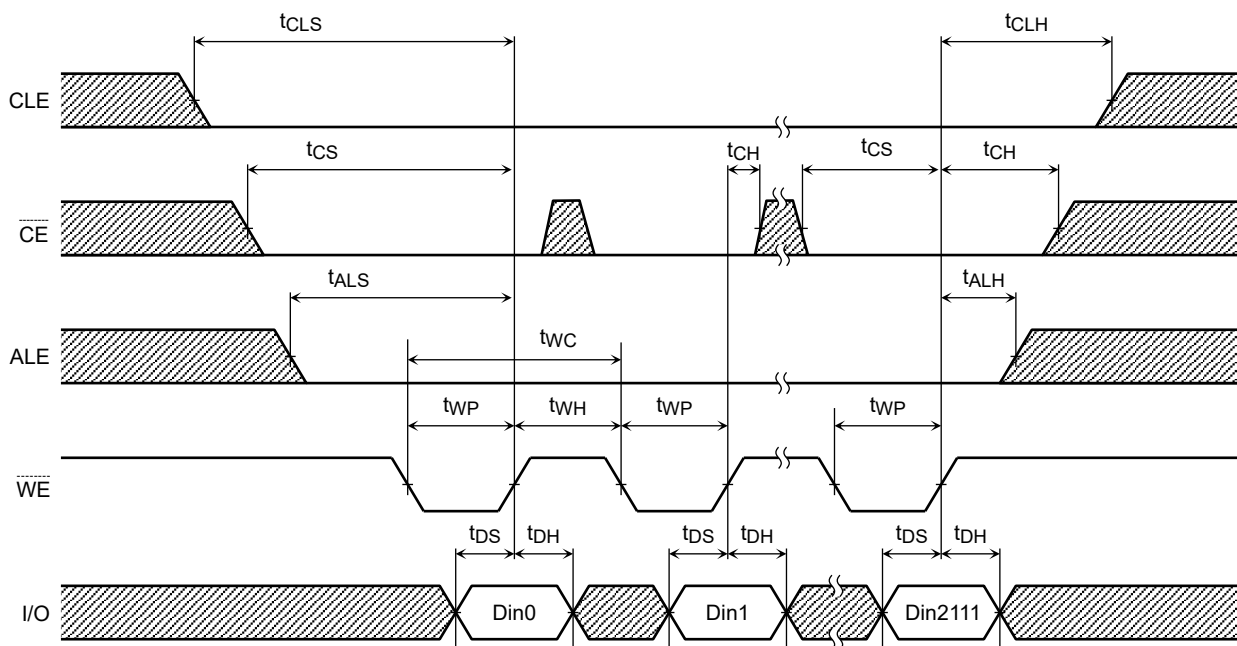 tCLS
tCLH
CLE
tCS
tCH
tCS
tCH
CE
tALS
tALH
tWC
ALE
tWP
tWH
tWP
tWP
WE
tDS
tDH
tDS
tDH
tDS
tDH
I/O
Din0
Din1
Din2111